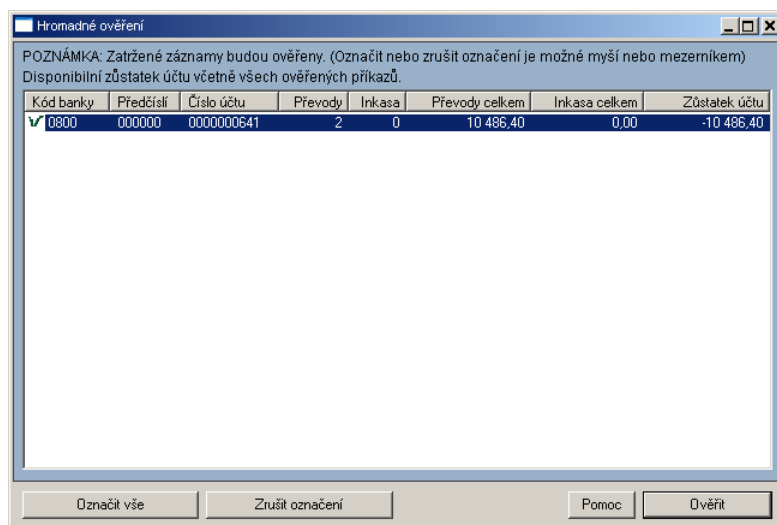 Hromadné ověření
POZNÁMKA: Zatržené záznamy budou ověřeny. (Označit nebo zrušit označení je možné myší nebo mezerníkem)
Disponibilní zůstatek účtu včetně všech ověřených příkazů.
Kód banky Předčíslí Číslo účtu Převody Inkasa Převody celkem Inkasa celkem Zůstatek účtu
0800 000000 0000000641 2 0 10 486,40 0,00 -10 486,40
Označit vše Zrušit označení Pomoc Ověřit